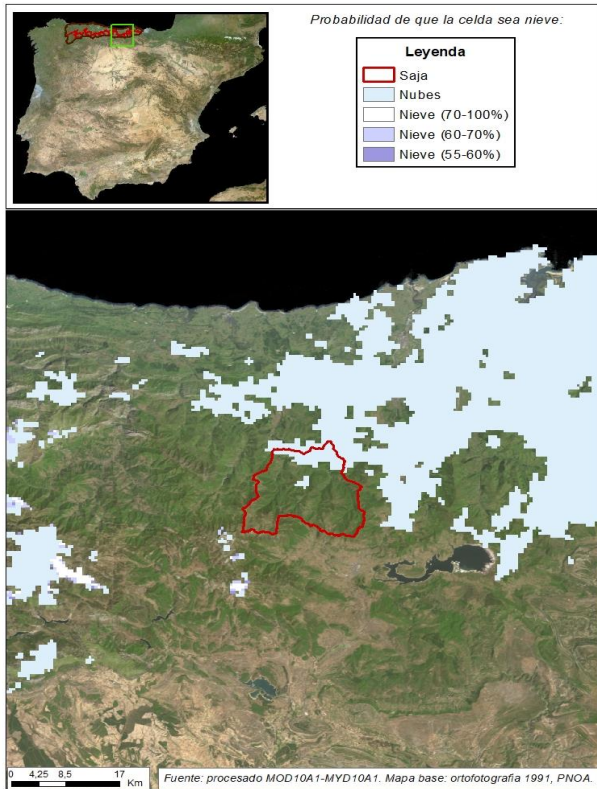 Probabilidad de que la celda sea nieve:
Leyenda
Saja
Nubes
Nieve (70-100%)
Nieve (60-70%)
Nieve (55-60%)
0 4,25 8,5 17
Km
Fuente: procesado MOD10A1-MYD10A1. Mapa base: ortofotografia 1991, PNOA.